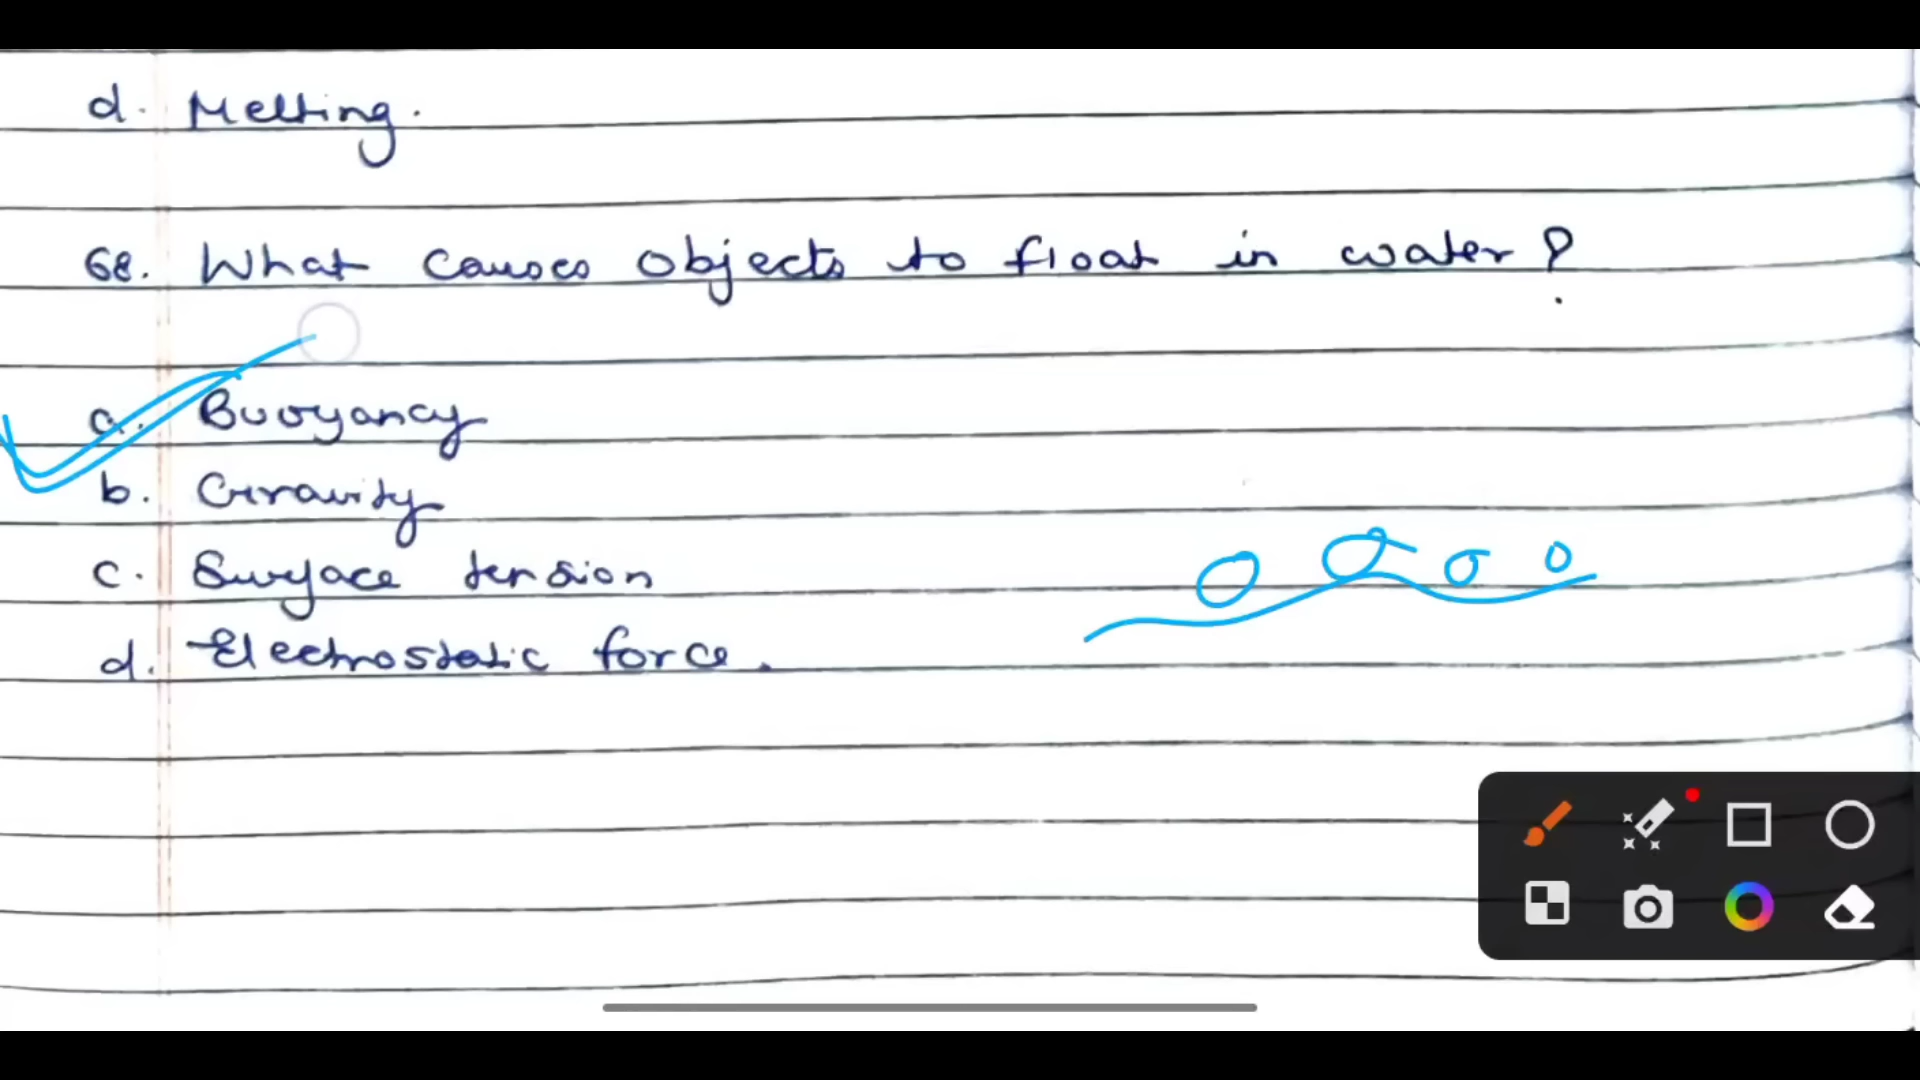 d. Melting.
68. What causes objects to float in water?
a. Buoyancy
b. Gravity
c. Surface tension
d. Electrostatic force.